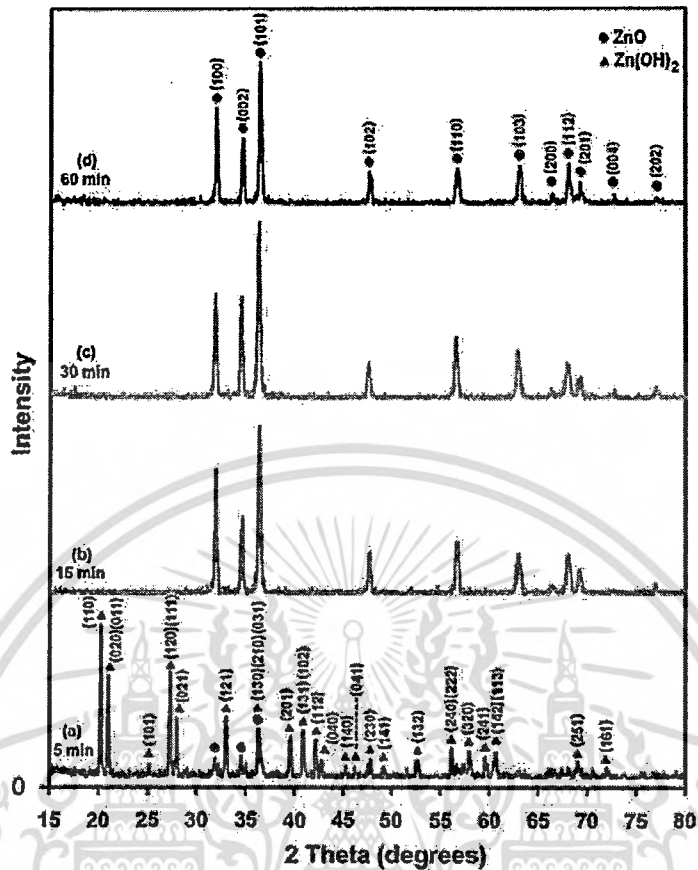 ● ZnO
▲ Zn(OH)₂
(100)
(002)
(101)
(102)
(110)
(103)
(200)
(112)
(201)
(004)
(202)
(d)
60 min
(c)
30 min
(b)
15 min
(110)
(020)(011)
(101)
(120)(111)
(021)
(121)
(130)(210)(031)
(201)
(131)(102)
(112)
(040)
(140)
(041)
(230)
(141)
(132)
(240)(222)
(320)
(241)
(142)(113)
(251)
(161)
(a)
5 min
Intensity
0
15 20 25 30 35 40 45 50 55 60 65 70 75 80
2 Theta (degrees)